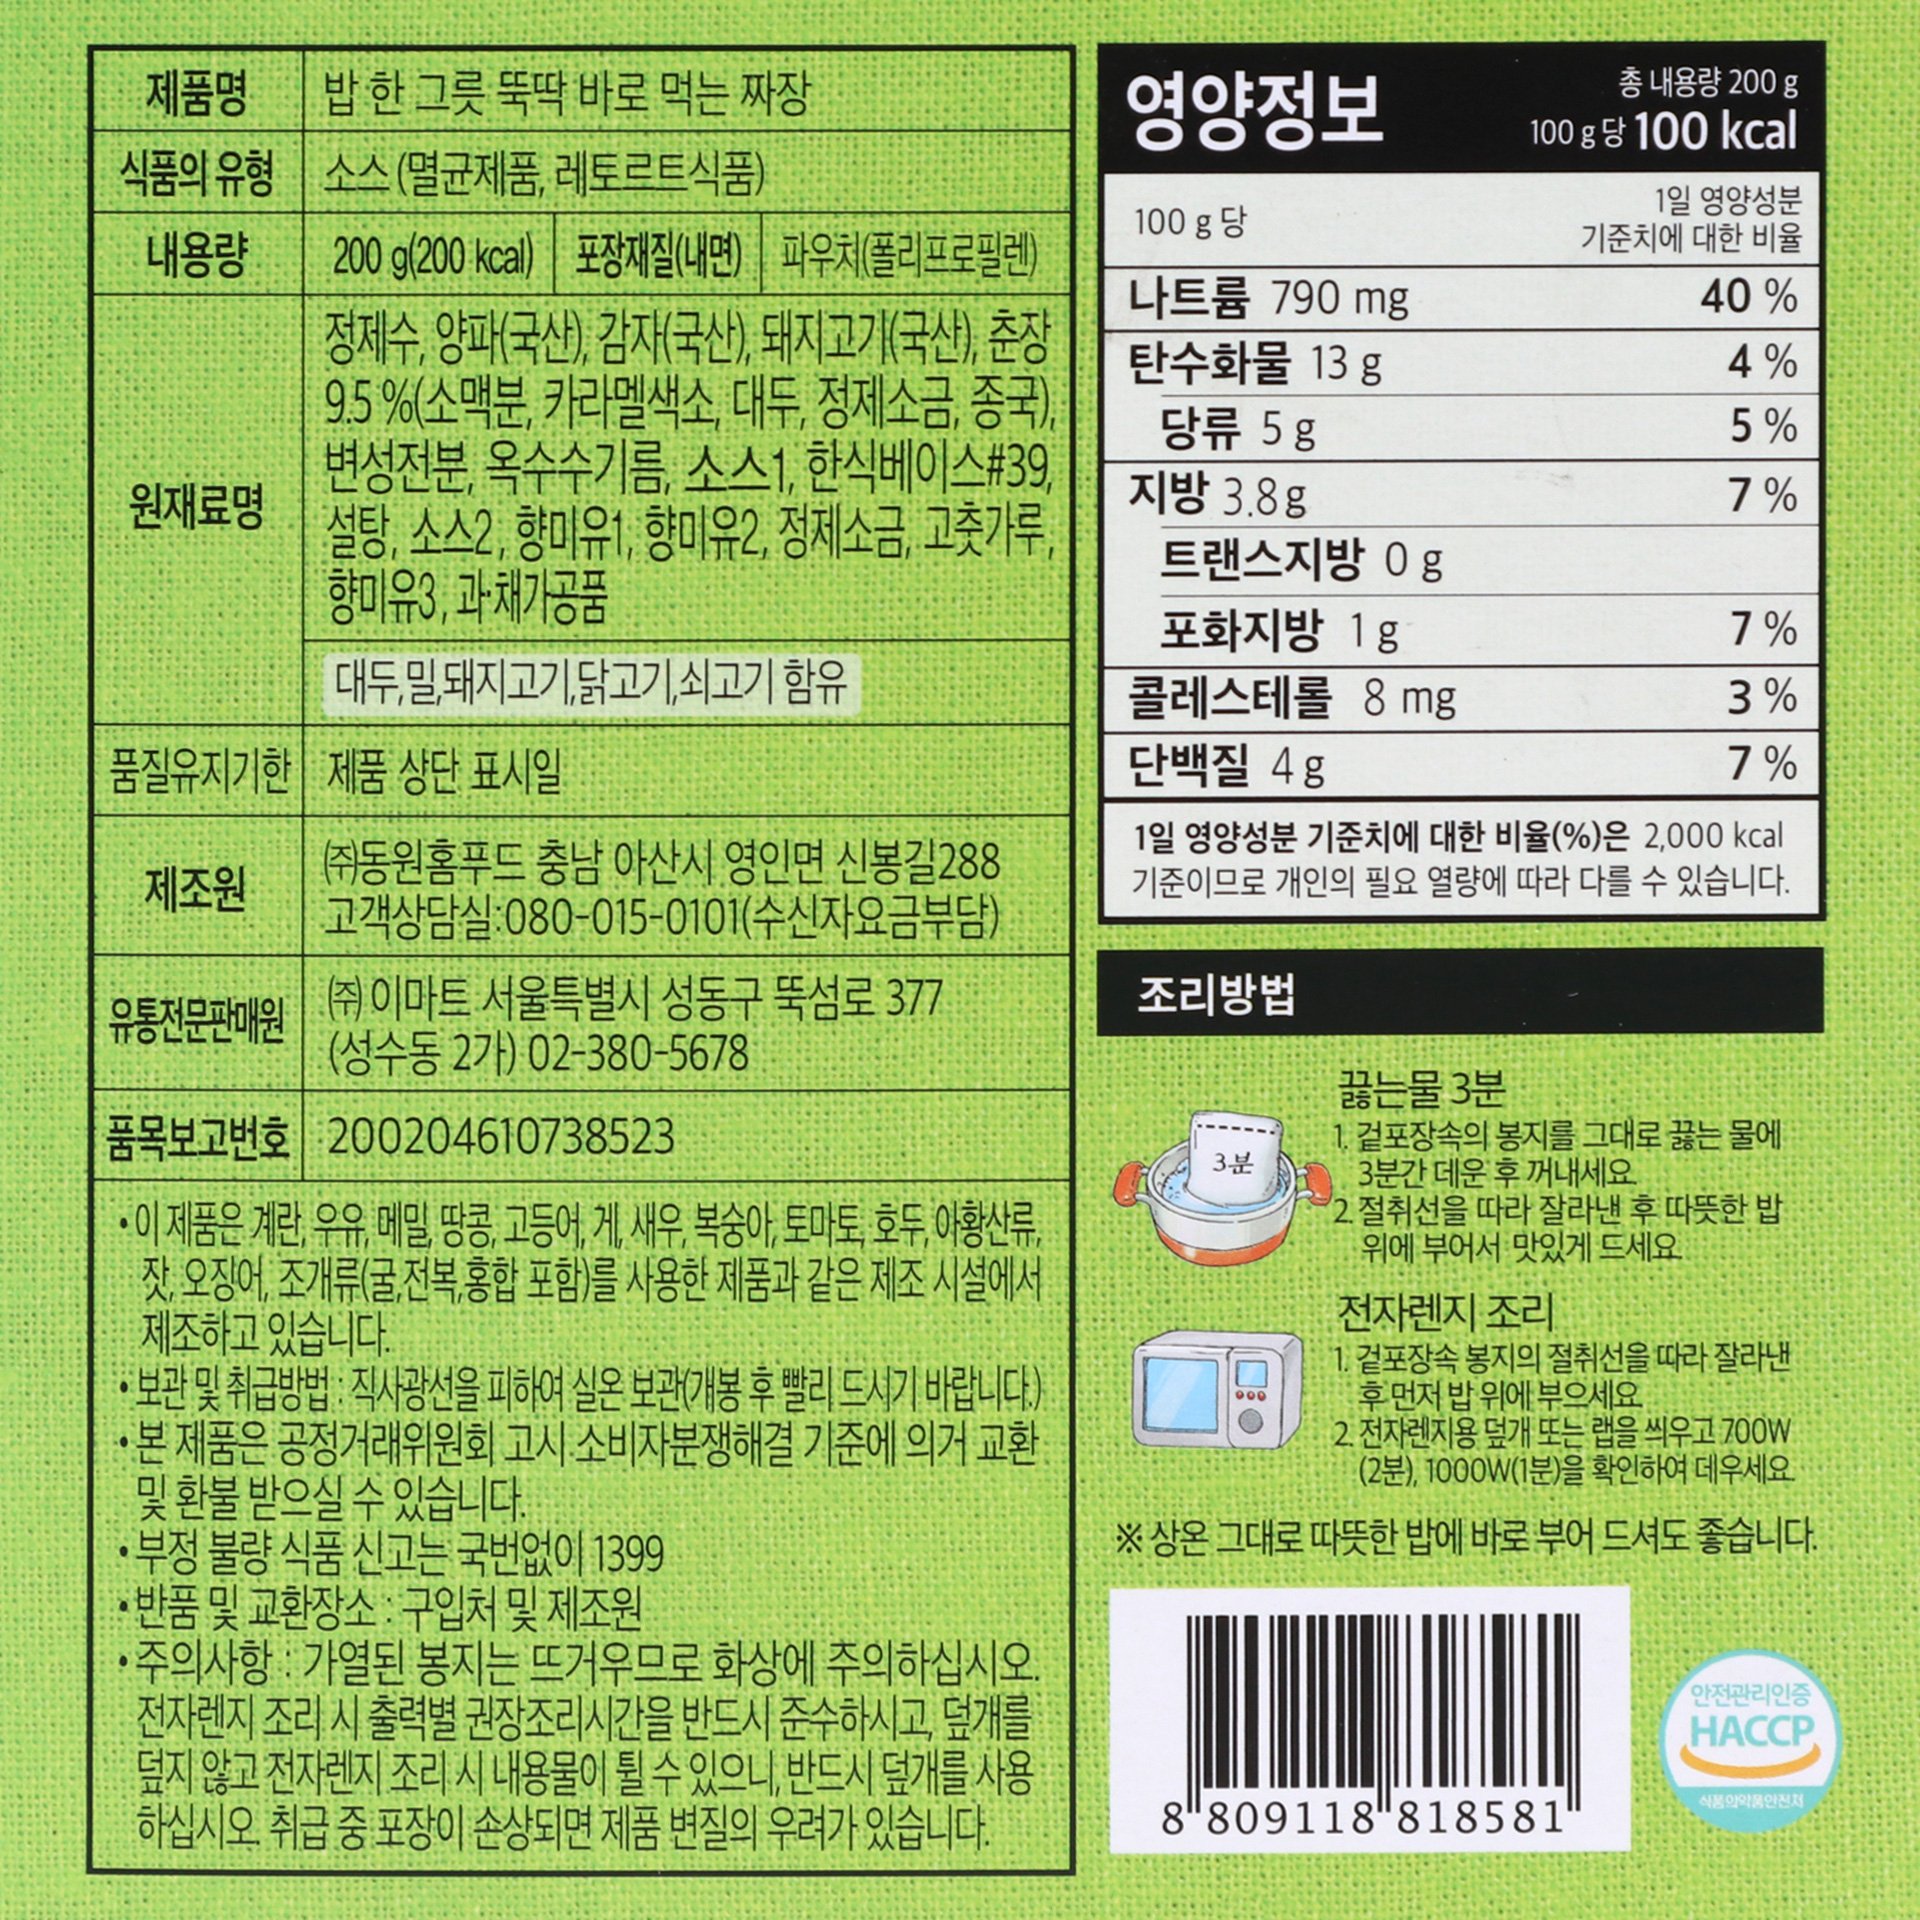 제품명 밥 한 그릇 뚝딱 바로 먹는 짜장
식품의 유형 소스 (멸균제품, 레토르트식품)
내용량 200 g(200 kcal) 포장재질(내면) 파우처(폴리프로필렌)
원재료명
정제수, 양파(국산), 감자(국산), 돼지고기(국산), 춘장
9.5 %(소맥분, 카라멜색소, 대두, 정제소금, 종국),
변성전분, 옥수수기름, 소스1, 한식베이스#39,
설탕, 소스2, 향미유1, 향미유2, 정제소금, 고춧가루,
향미유3, 과·채가공품
대두,밀,돼지고기,닭고기,쇠고기 함유
품질유지기한 제품 상단 표시일
제조원
㈜동원홈푸드 충남 아산시 영인면 신봉길288
고객상담실:080-015-0101(수신자요금부담)
유통전문판매원
㈜ 이마트 서울특별시 성동구 뚝섬로 377
(성수동 2가) 02-380-5678
품목보고번호 200204610738523
• 이 제품은 계란, 우유, 메밀, 땅콩, 고등어, 게, 새우, 복숭아, 토마토, 호두, 아황산류,
잣, 오징어, 조개류(굴,전복,홍합 포함)를 사용한 제품과 같은 제조 시설에서
제조하고 있습니다.
• 보관 및 취급방법 : 직사광선을 피하여 실온 보관(개봉 후 빨리 드시기 바랍니다.)
• 본 제품은 공정거래위원회 고시 소비자분쟁해결 기준에 의거 교환
및 환불 받으실 수 있습니다.
• 부정 불량 식품 신고는 국번없이 1399
• 반품 및 교환장소 : 구입처 및 제조원
• 주의사항 : 가열된 봉지는 뜨거우므로 화상에 주의하십시오.
전자렌지 조리 시 출력별 권장조리시간을 반드시 준수하시고, 덮개를
덮지 않고 전자렌지 조리 시 내용물이 튈 수 있으니, 반드시 덮개를 사용
하십시오. 취급 중 포장이 손상되면 제품 변질의 우려가 있습니다.
영양정보
총 내용량 200 g
100 g 당 100 kcal
100 g 당
1일 영양성분
기준치에 대한 비율
나트륨 790 mg 40 %
탄수화물 13 g 4 %
당류 5 g 5 %
지방 3.8 g 7 %
트랜스지방 0 g
포화지방 1 g 7 %
콜레스테롤 8 mg 3 %
단백질 4 g 7 %
1일 영양성분 기준치에 대한 비율(%)은 2,000 kcal
기준이므로 개인의 필요 열량에 따라 다를 수 있습니다.
조리방법
3분
끓는물 3분
1. 겉포장속의 봉지를 그대로 끓는 물에
3분간 데운 후 꺼내세요.
2. 절취선을 따라 잘라낸 후 따뜻한 밥
위에 부어서 맛있게 드세요.
전자렌지 조리
1. 겉포장속 봉지의 절취선을 따라 잘라낸
후 먼저 밥 위에 부으세요.
2. 전자렌지용 덮개 또는 랩을 씌우고 700W
(2분), 1000W(1분)을 확인하여 데우세요.
※ 상온 그대로 따뜻한 밥에 바로 부어 드셔도 좋습니다.
8 809118 818581
안전관리인증
HACCP
식품의약품안전처